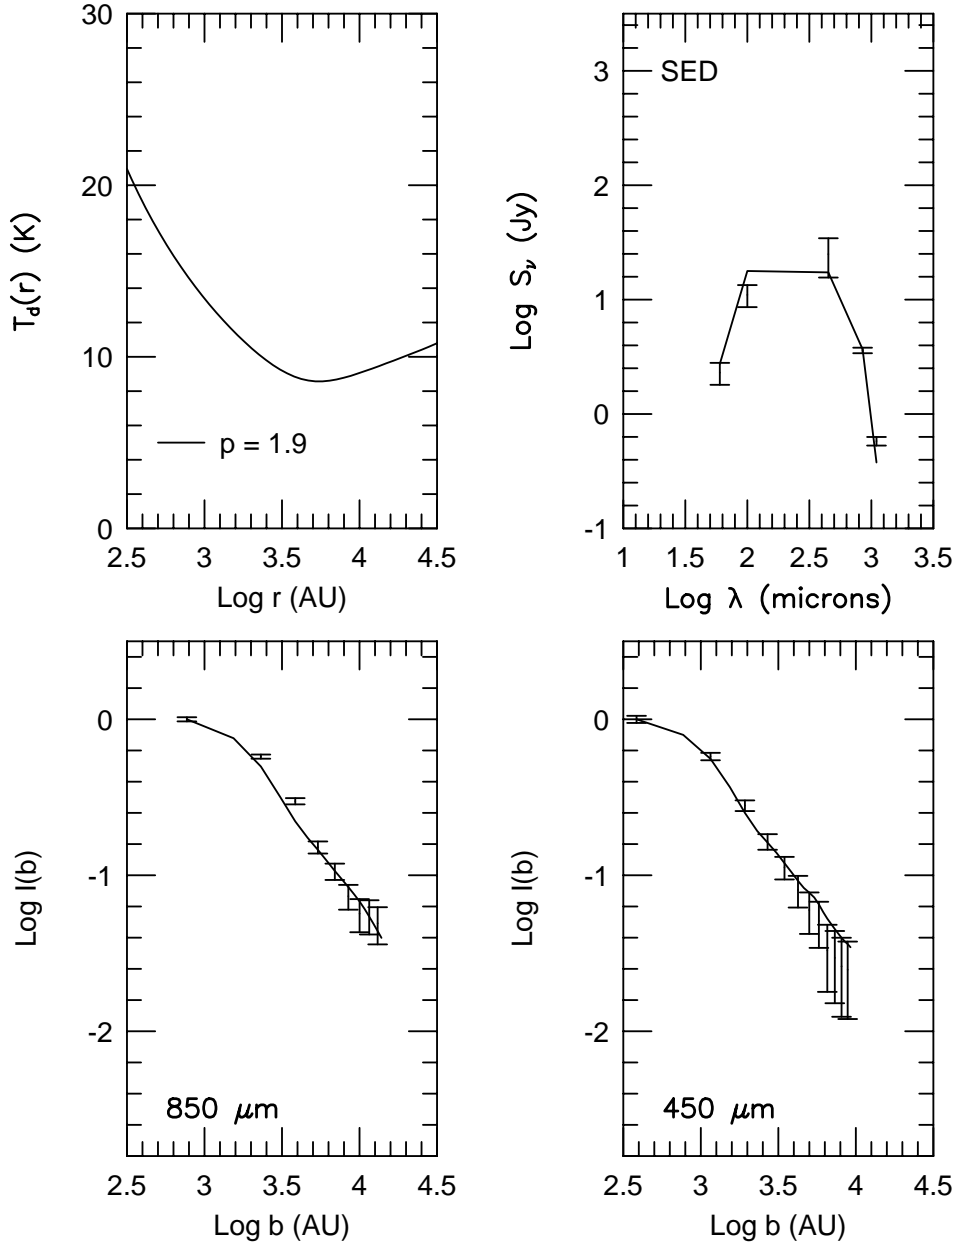 30
20
10
0
T_d(r) (K)
p = 1.9
2.5 3 3.5 4 4.5
Log r (AU)
SED
3
2
1
0
-1
Log S_ν (Jy)
1 1.5 2 2.5 3 3.5
Log λ (microns)
0
-1
-2
Log I(b)
850 μm
2.5 3 3.5 4 4.5
Log b (AU)
0
-1
-2
Log I(b)
450 μm
2.5 3 3.5 4 4.5
Log b (AU)